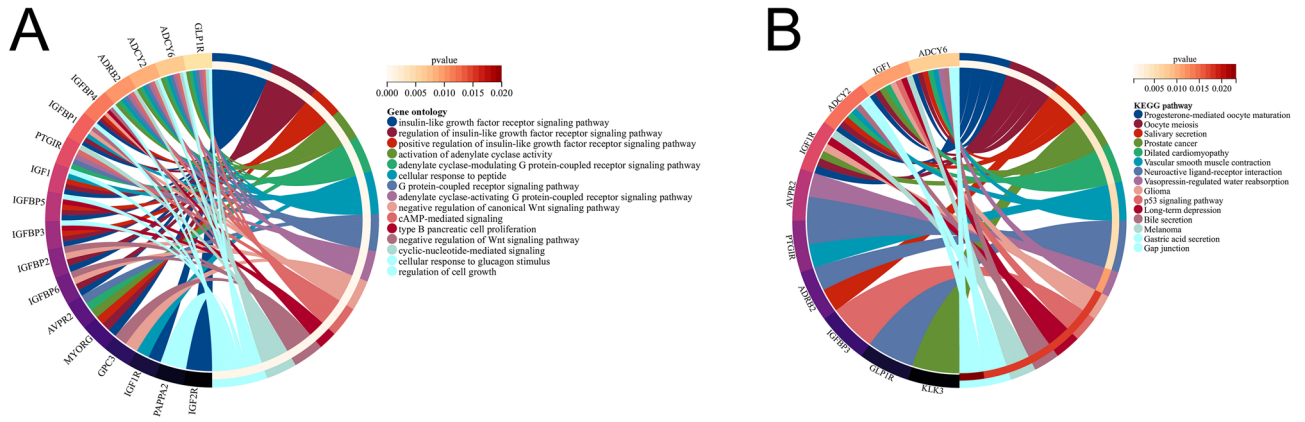 A
GLP1R
ADCY6
ADCY2
ADRB2
IGFBP4
IGFBP1
PTGIR
IGF1
IGFBP5
IGFBP3
IGFBP2
IGFBP6
AVPR2
MYORG
GPC3
IGF1R
PAPPA2
IGF2R
pvalue
0.000 0.005 0.010 0.015 0.020
Gene ontology
insulin-like growth factor receptor signaling pathway
regulation of insulin-like growth factor receptor signaling pathway
positive regulation of insulin-like growth factor receptor signaling pathway
activation of adenylate cyclase activity
adenylate cyclase-modulating G protein-coupled receptor signaling pathway
cellular response to peptide
G protein-coupled receptor signaling pathway
adenylate cyclase-activating G protein-coupled receptor signaling pathway
negative regulation of canonical Wnt signaling pathway
cAMP-mediated signaling
type B pancreatic cell proliferation
negative regulation of Wnt signaling pathway
cyclic-nucleotide-mediated signaling
cellular response to glucagon stimulus
regulation of cell growth
B
ADCY6
IGF1
ADCY2
IGF1R
AVPR2
PTGIR
ADRB2
IGFBP3
GLP1R
KLK3
pvalue
0.005 0.010 0.015 0.020
KEGG pathway
Progesterone-mediated oocyte maturation
Oocyte meiosis
Salivary secretion
Prostate cancer
Dilated cardiomyopathy
Vascular smooth muscle contraction
Neuroactive ligand-receptor interaction
Vasopressin-regulated water reabsorption
Glioma
p53 signaling pathway
Long-term depression
Bile secretion
Melanoma
Gastric acid secretion
Gap junction